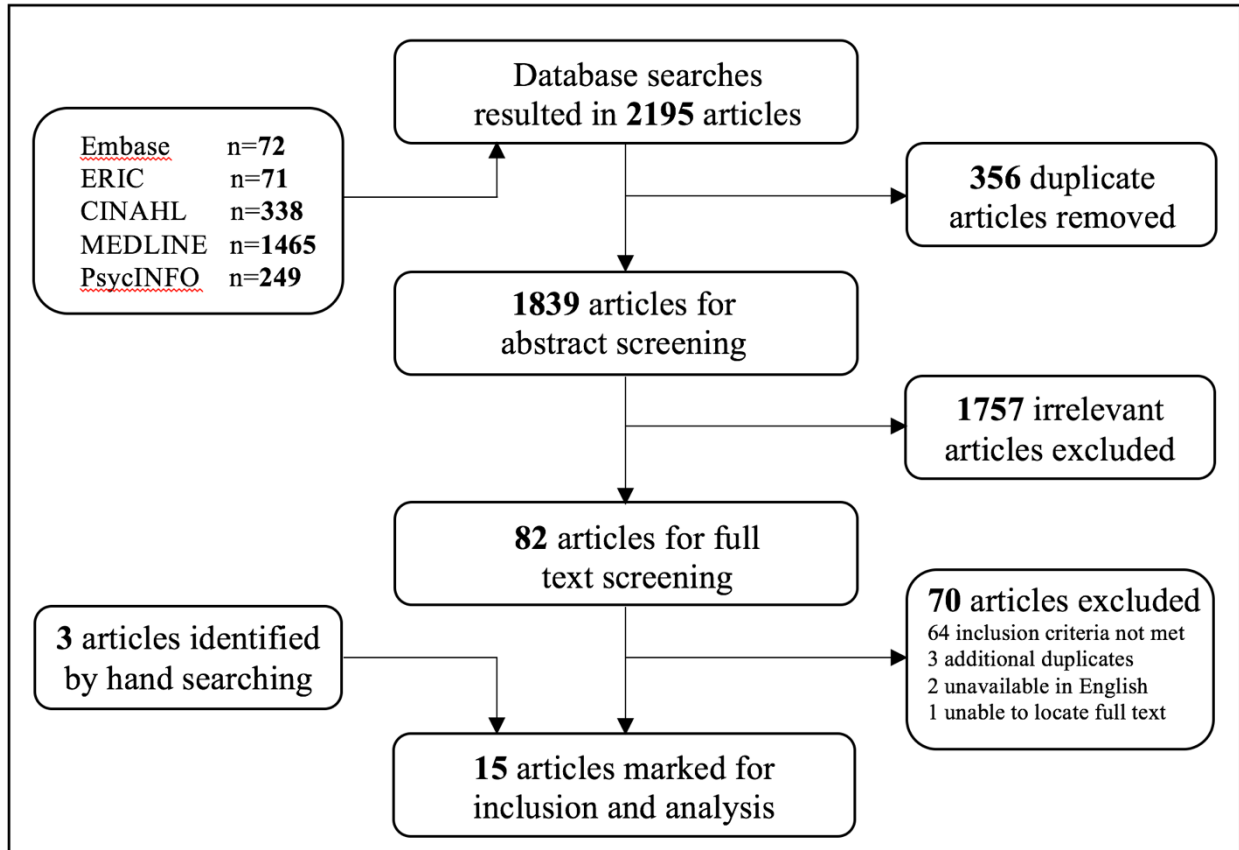 Database searches
resulted in 2195 articles
Embase n=72
ERIC n=71
CINAHL n=338
MEDLINE n=1465
PsycINFO n=249
356 duplicate
articles removed
1839 articles for
abstract screening
1757 irrelevant
articles excluded
82 articles for full
text screening
70 articles excluded
64 inclusion criteria not met
3 additional duplicates
2 unavailable in English
1 unable to locate full text
3 articles identified
by hand searching
15 articles marked for
inclusion and analysis